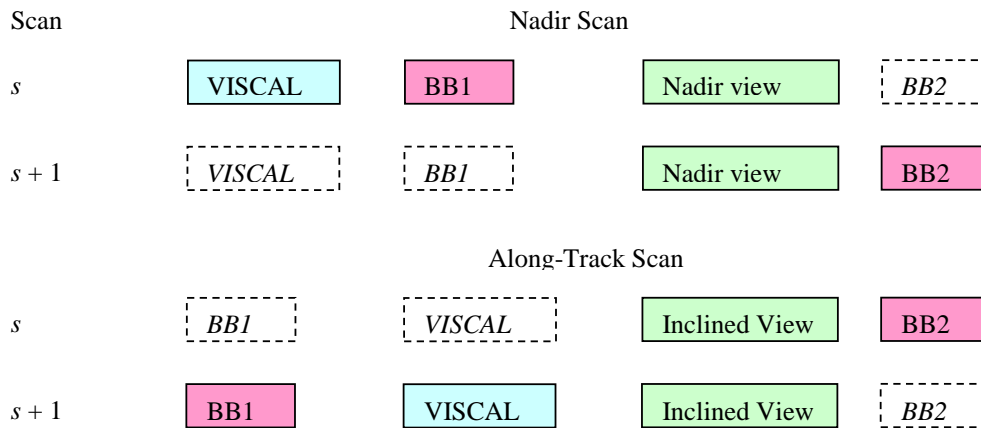 Scan Nadir Scan
s VISCAL BB1 Nadir view BB2
s + 1 VISCAL BB1 Nadir view BB2
Along-Track Scan
s BB1 VISCAL Inclined View BB2
s + 1 BB1 VISCAL Inclined View BB2